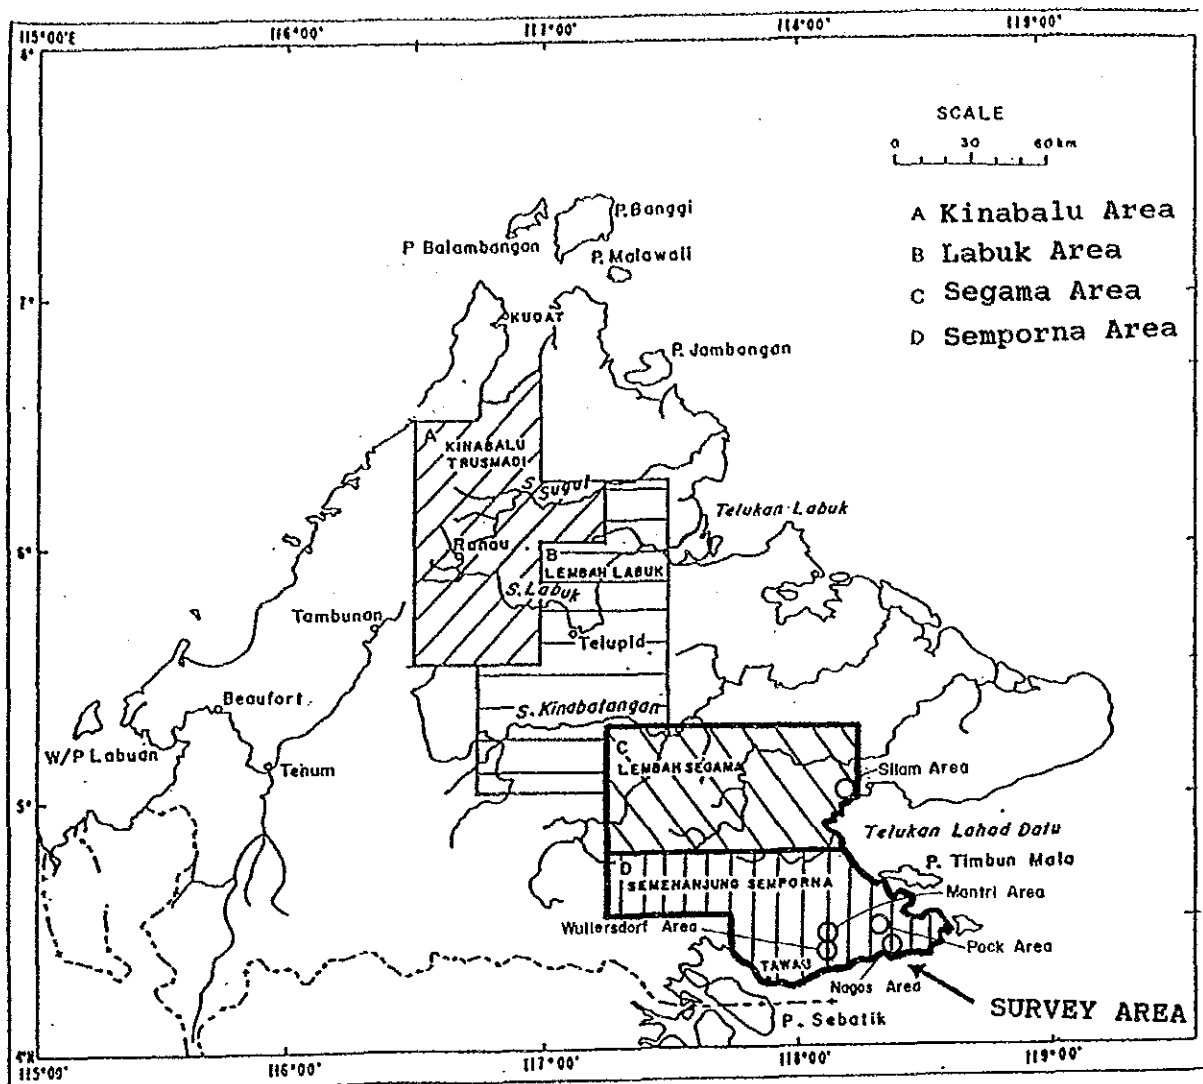 115°00'E 116°00' 117°00' 118°00' 119°00'
8°
SCALE
0 30 60km
A Kinabalu Area
B Labuk Area
C Segama Area
D Semporna Area
P. Banggi
P Balambangan
P. Malawali
7°
KUDAT
P. Jambangan
A
KINABALU
TRUSMADI
S. Sugut
Telukan Labuk
6°
Ranau
B
LEMBAH LABUK
S. Labuk
Tambunan
Telupid
Beaufort
S. Kinabatangan
W/P Labuan
Tenum
C
LEMBAH SEGAMA
Silam Area
5°
Telukan Lahad Datu
D
P. Timbun Mata
SEMENANJUNG SEMPORNA
Mantri Area
Wullersdorf Area
Pock Area
TAWAU
Nagos Area
SURVEY AREA
P. Sebatik
4°N
115°00' 116°00' 117°00' 118°00' 119°00'